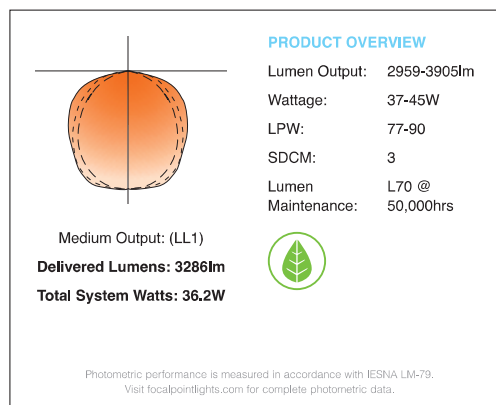 PRODUCT OVERVIEW
Lumen Output: 2959-3905lm
Wattage: 37-45W
LPW: 77-90
SDCM: 3
Lumen L70 @
Maintenance: 50,000hrs
Medium Output: (LL1)
Delivered Lumens: 3286lm
Total System Watts: 36.2W
Photometric performance is measured in accordance with IESNA LM-79.
Visit focalpointlights.com for complete photometric data.